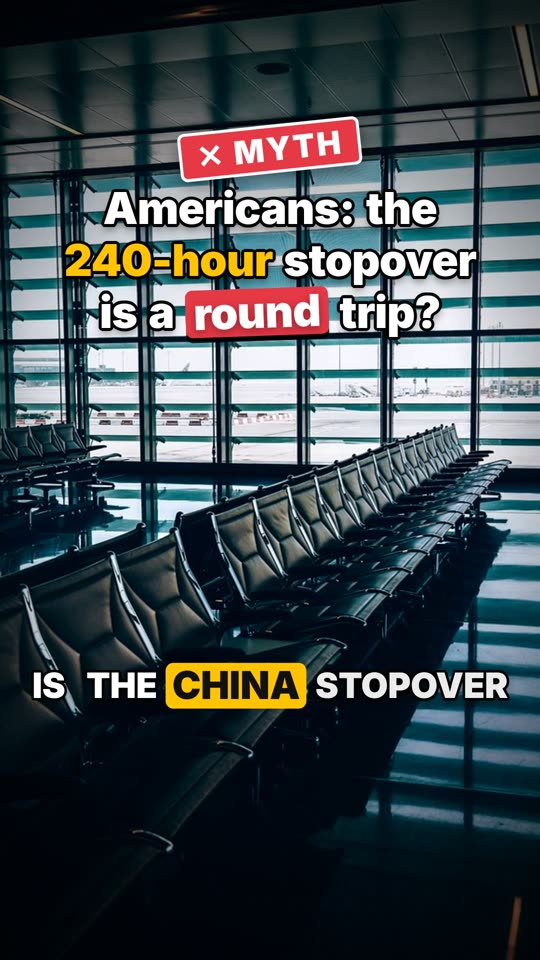 × MYTH
Americans: the
240-hour stopover
is a round trip?
IS THE CHINA STOPOVER